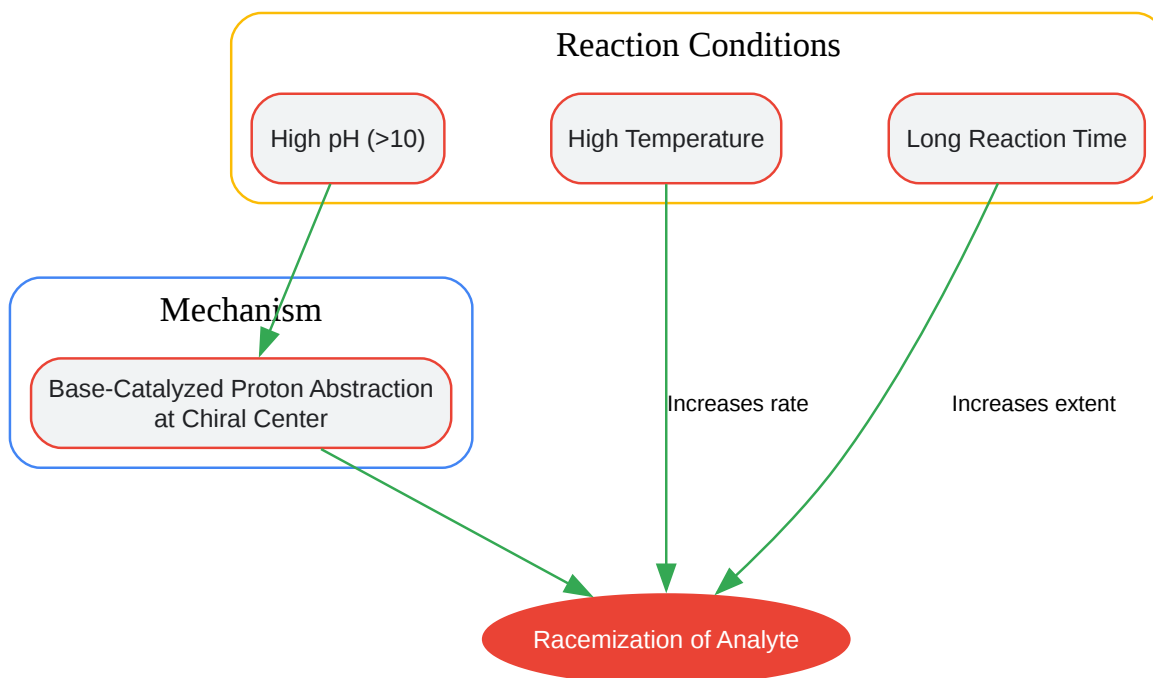 Reaction Conditions
High pH (>10)
High Temperature
Long Reaction Time
Mechanism
Base-Catalyzed Proton Abstraction
at Chiral Center
Increases rate
Increases extent
Racemization of Analyte